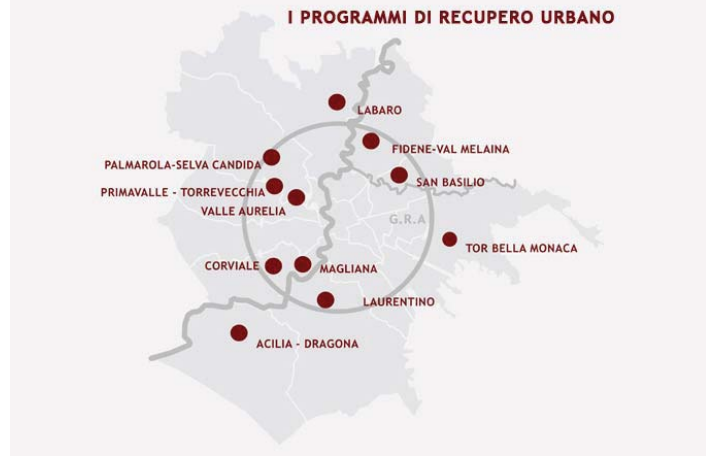 I PROGRAMMI DI RECUPERO URBANO
LABARO
FIDENE-VAL MELAINA
PALMAROLA-SELVA CANDIDA
SAN BASILIO
PRIMAVALLE - TORREVECCHIA
VALLE AURELIA
G.R.A
TOR BELLA MONACA
CORVIALE
MAGLIANA
LAURENTINO
ACILIA - DRAGONA